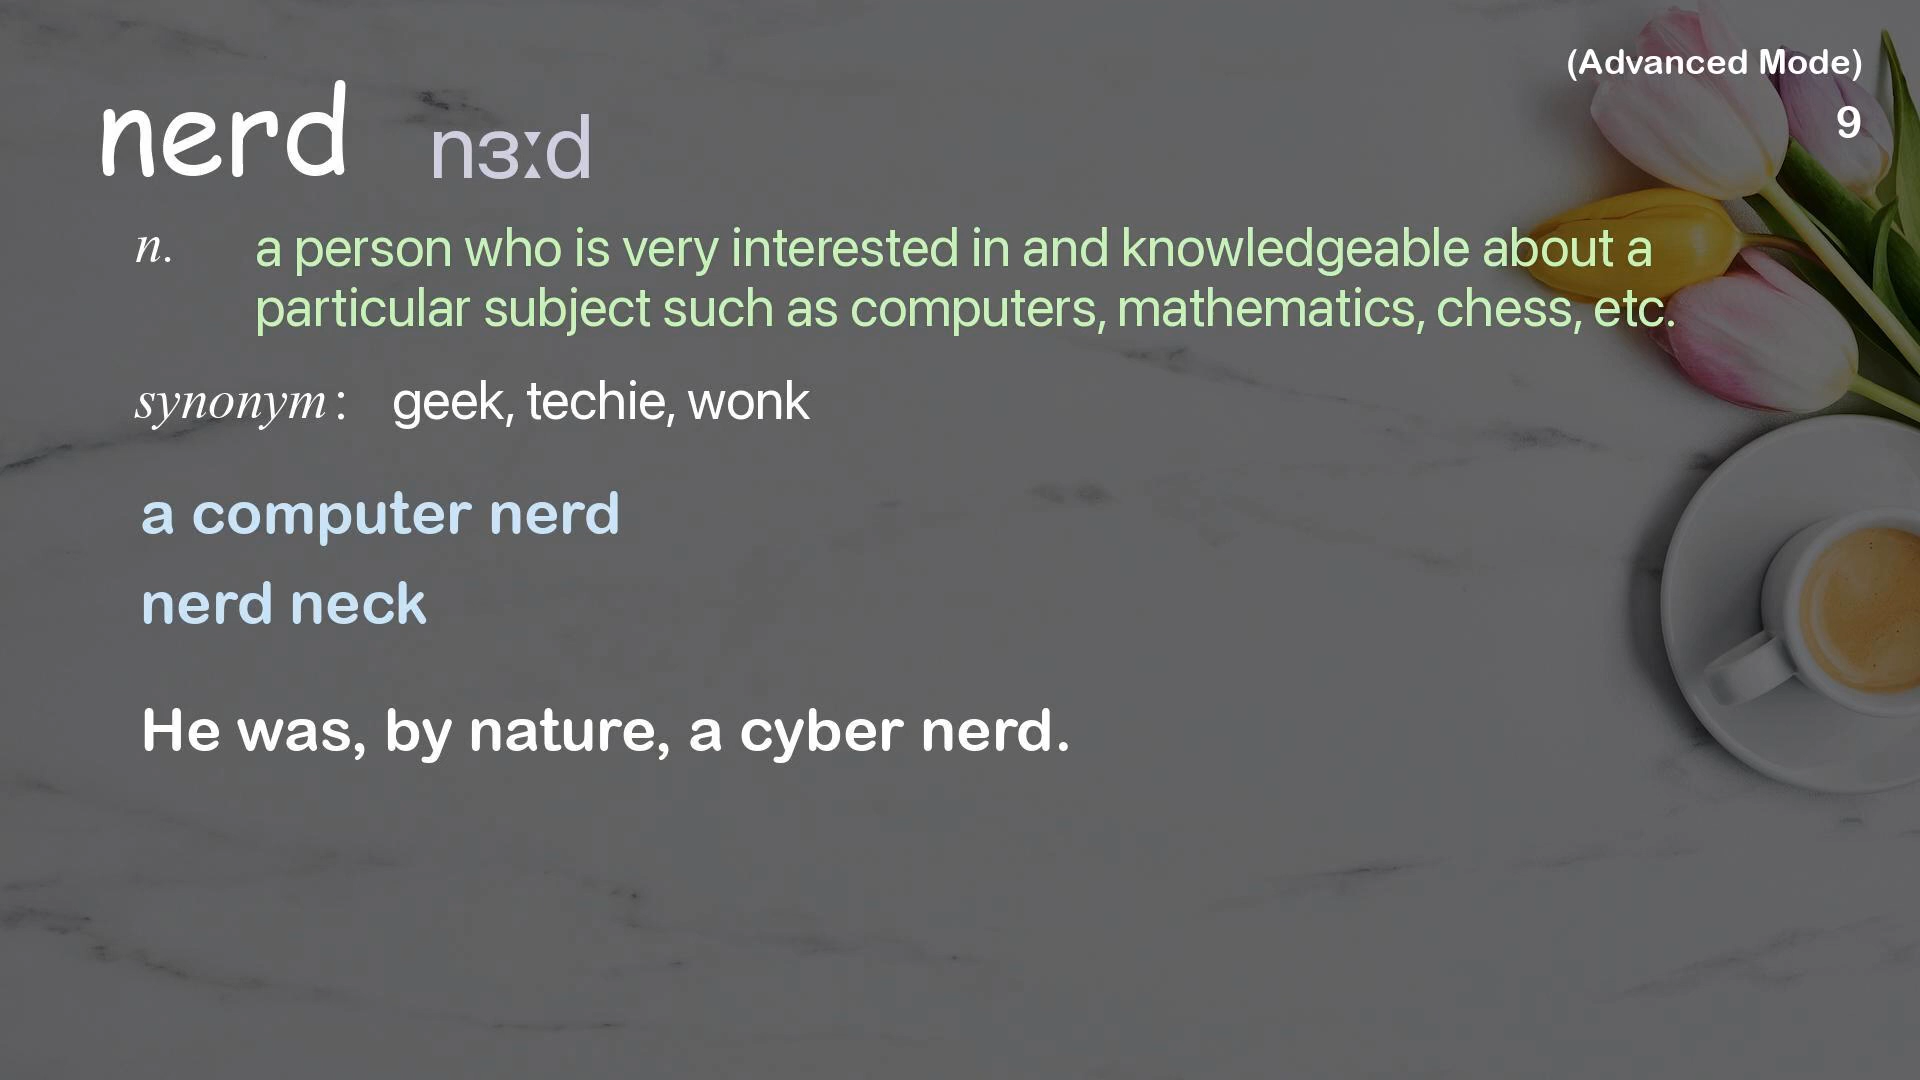 (Advanced Mode)
nerd nɜːd
9
n. a person who is very interested in and knowledgeable about a
particular subject such as computers, mathematics, chess, etc.
synonym : geek, techie, wonk
a computer nerd
nerd neck
He was, by nature, a cyber nerd.